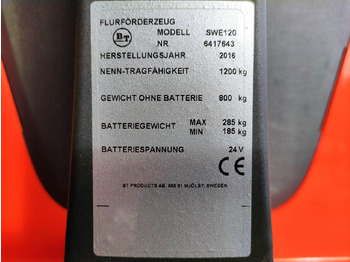 FLURFÖRDERZEUG
BT MODELL SWE120
NR 6417643
HERSTELLUNGSJAHR 2016
NENN-TRAGFÄHIGKEIT 1200 kg
GEWICHT OHNE BATTERIE 800 kg
BATTERIEGEWICHT MAX 285 kg
MIN 185 kg
BATTERIESPANNUNG 24 V
CE
BT PRODUCTS AB, 595 81 MJÖLBY, SWEDEN